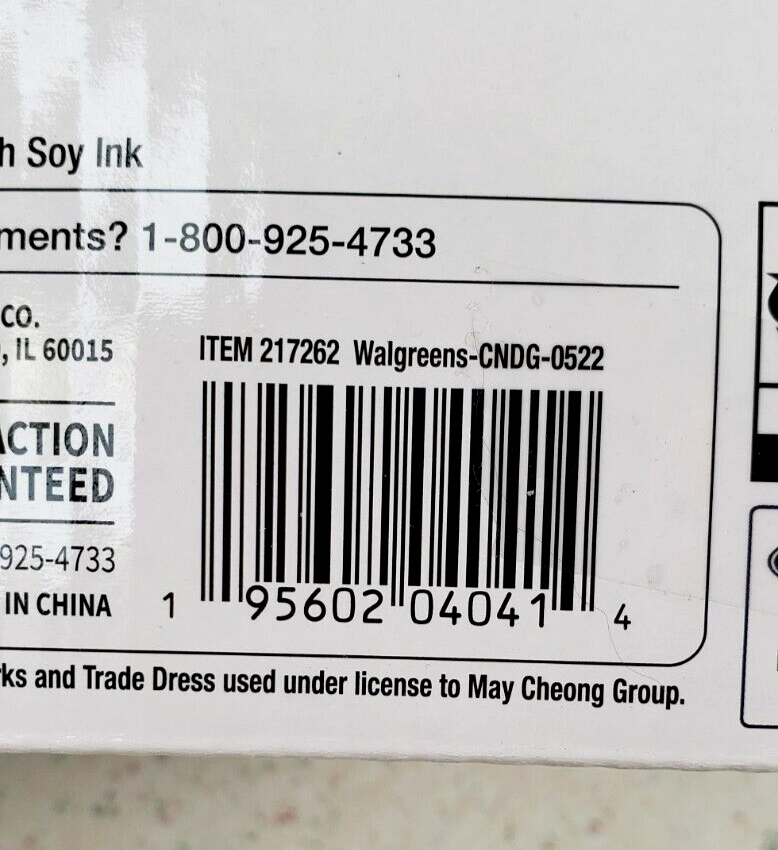 h Soy Ink
ments? 1-800-925-4733
CO.
, IL 60015
ITEM 217262 Walgreens-CNDG-0522
ACTION
NTEED
925-4733
IN CHINA
1 95602 04041 4
ks and Trade Dress used under license to May Cheong Group.